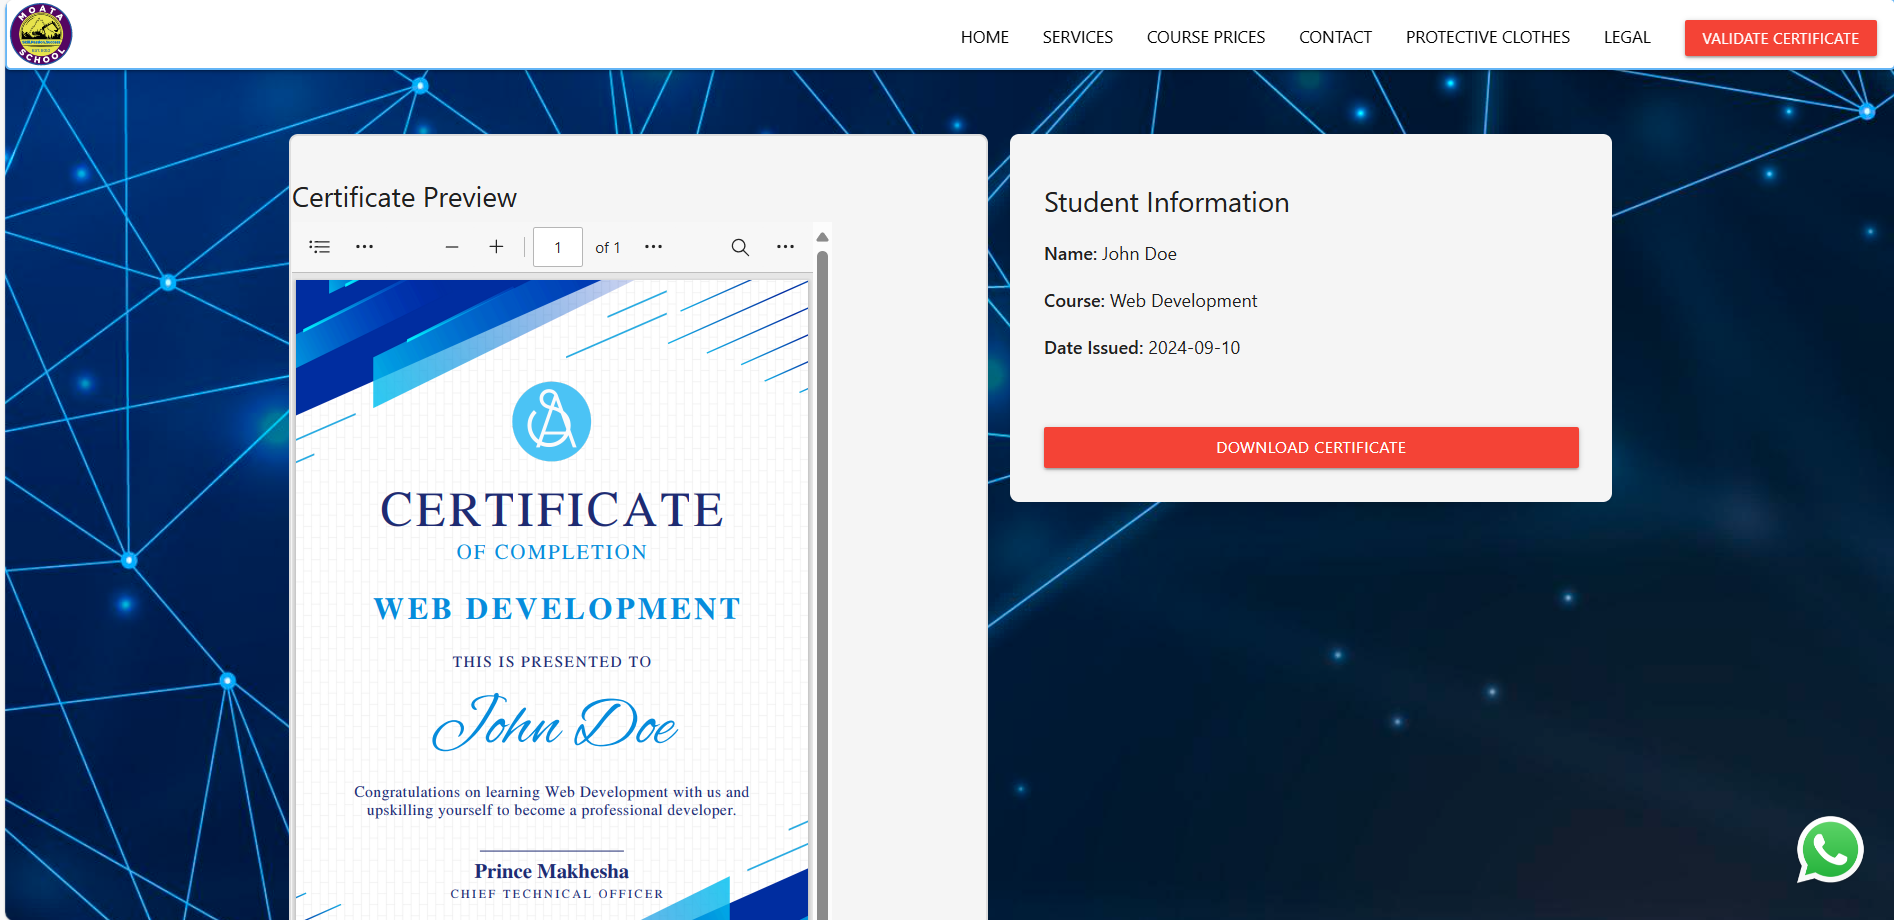 MOATA
SCHOOL
HOME
SERVICES
COURSE PRICES
CONTACT
PROTECTIVE CLOTHES
LEGAL
VALIDATE CERTIFICATE
Certificate Preview
1
of 1
CERTIFICATE
OF COMPLETION
WEB DEVELOPMENT
THIS IS PRESENTED TO
John Doe
Congratulations on learning Web Development with us and
upskilling yourself to become a professional developer.
Prince Makhesha
CHIEF TECHNICAL OFFICER
Student Information
Name: John Doe
Course: Web Development
Date Issued: 2024-09-10
DOWNLOAD CERTIFICATE